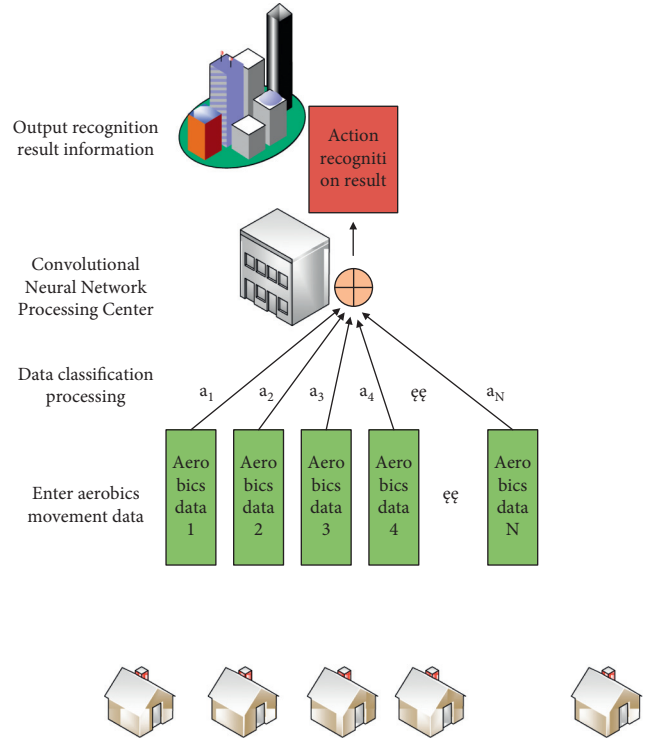 Output recognition
result information
Action
recogniti
on result
Convolutional
Neural Network
Processing Center
Data classification
processing
a1
a2
a3
a4
ęę
aN
Enter aerobics
movement data
Aero
bics
data
1
Aero
bics
data
2
Aero
bics
data
3
Aero
bics
data
4
ęę
Aero
bics
data
N